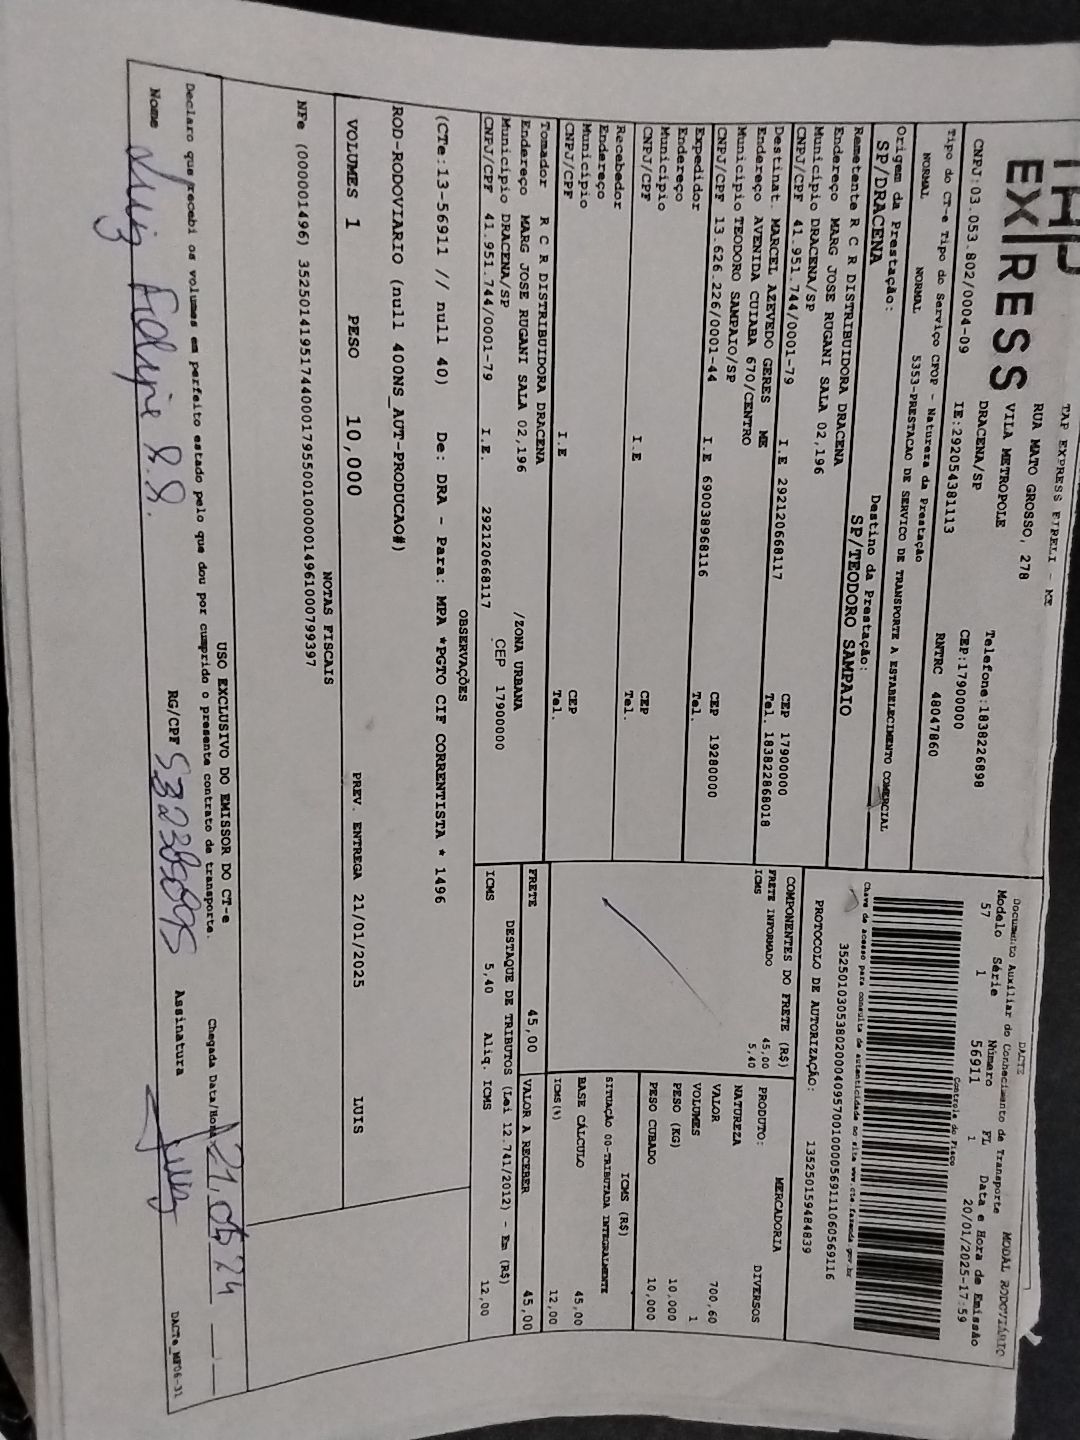 TAP EXPRESS EIRELI - MT
EX|RESS
RUA MATO GROSSO, 278
VILA METROPOLE
DRACENA/SP
Telefone:1838226898
CNPJ:03.053.802/0004-09 IE:292054381113 CEP:17900000
RNTRC 48047860
Tipo do CT-e Tipo do Serviço CFOP - Natureza da Prestação
NORMAL NORMAL 5353-PRESTACAO DE SERVICO DE TRANSPORTE A ESTABELECIMENTO COMERCIAL
Origem da Prestação: Destino da Prestação:
SP/DRACENA SP/TEODORO SAMPAIO
Remetente R C R DISTRIBUIDORA DRACENA
Endereço MARG JOSE RUGANI SALA 02,196
Município DRACENA/SP CEP 17900000
CNPJ/CPF 41.951.744/0001-79 I.E 292120668117 Tel. 183822868018
Destinat. MARCEL AZEVEDO GERES ME
Endereço AVENIDA CUIABA 670/CENTRO
Município TEODORO SAMPAIO/SP CEP 19280000
CNPJ/CPF 13.626.226/0001-44 I.E 690038968116 Tel.
Expedidor
Endereço
Município CEP
CNPJ/CPF I.E Tel.
Recebedor
Endereço
Município CEP
CNPJ/CPF I.E Tel.
Tomador R C R DISTRIBUIDORA DRACENA
Endereço MARG JOSE RUGANI SALA 02,196 /ZONA URBANA
Município DRACENA/SP CEP 17900000
CNPJ/CPF 41.951.744/0001-79 I.E. 292120668117
DACTE
Documento Auxiliar do Conhecimento de Transporte MODAL RODOVIÁRIO
Modelo Série Número FL Data e Hora de Emissão
57 1 56911 1 20/01/2025-17:59
Controle do Fisco
Chave de acesso para consulta de autenticidade no site www.cte.fazenda.gov.br
35250103053802000409570010000569111060569116
PROTOCOLO DE AUTORIZAÇÃO: 135250159484839
COMPONENTES DO FRETE (R$)
FRETE INFORMADO 45,00
ICMS 5,40
PRODUTO: MERCADORIA
NATUREZA DIVERSOS
VALOR 700,60
VOLUMES 1
PESO (KG) 10,000
PESO CUBADO 10,000
ICMS (R$)
SITUAÇÃO 00-TRIBUTADA INTEGRALMENTE
BASE CÁLCULO 45,00
ICMS(%) 12,00
FRETE 45,00 VALOR A RECEBER 45,00
DESTAQUE DE TRIBUTOS (Lei 12.741/2012) - Em (R$)
ICMS 5,40 Aliq. ICMS 12,00
OBSERVAÇÕES
(CTe:13-56911 // null 40) De: DRA - Para: MPA *PGTO CIF CORRENTISTA * 1496
ROD-RODOVIARIO (null 40ONS_AUT-PRODUCAO#)
VOLUMES 1 PESO 10,000 PREV. ENTREGA 21/01/2025 LUIS
NOTAS FISCAIS
NFe (000001496) 35250141951744000179550010000014961000799397
USO EXCLUSIVO DO EMISSOR DO CT-e
Declaro que recebi os volumes em perfeito estado pelo que dou por cumprido o presente contrato de transporte.
Chegada Data/Hora 21
Nome Luiz Felipe S.S. RG/CPF Assinatura Luiz
DACTe_MF06-31